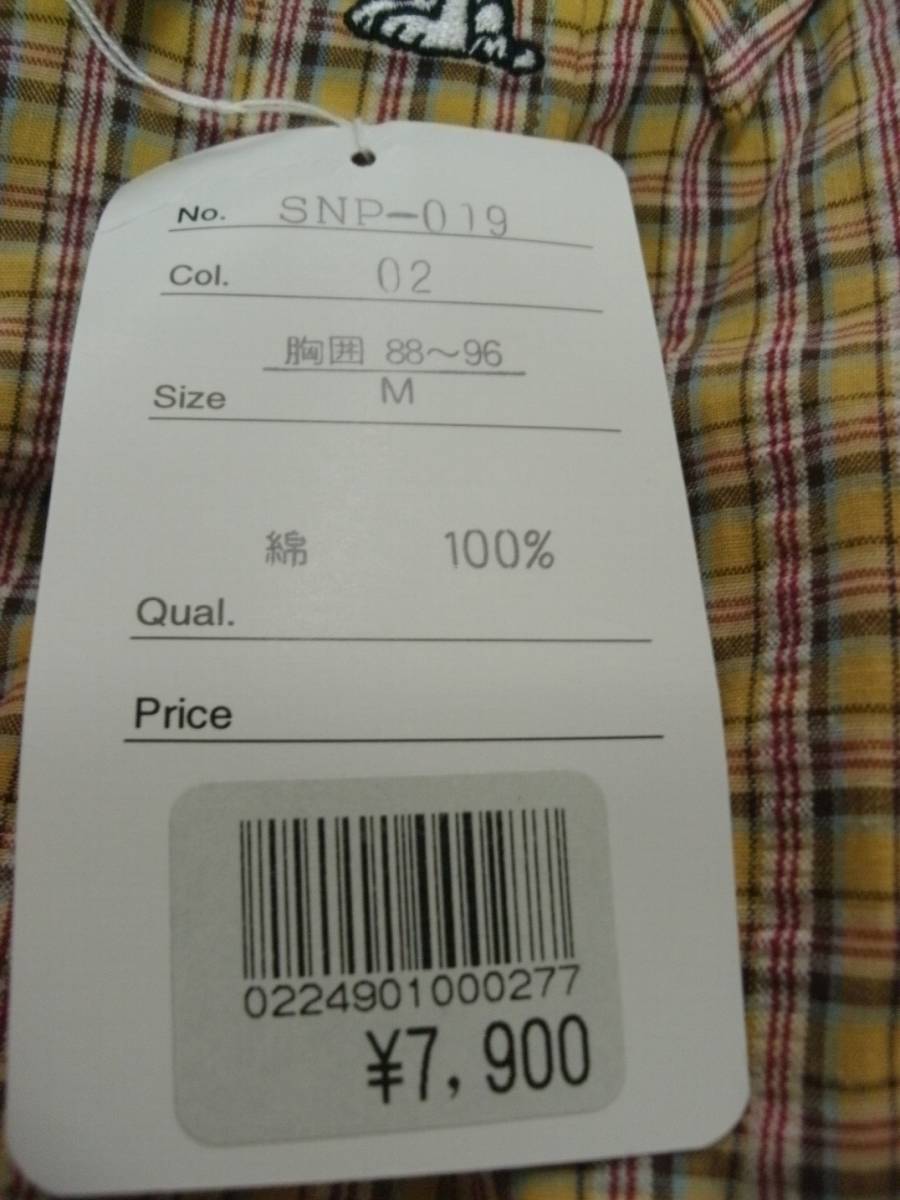 No. SNP-019
Col. 02
胸囲 88～96
Size M
綿 100%
Qual.
Price
0224901000277
¥7,900